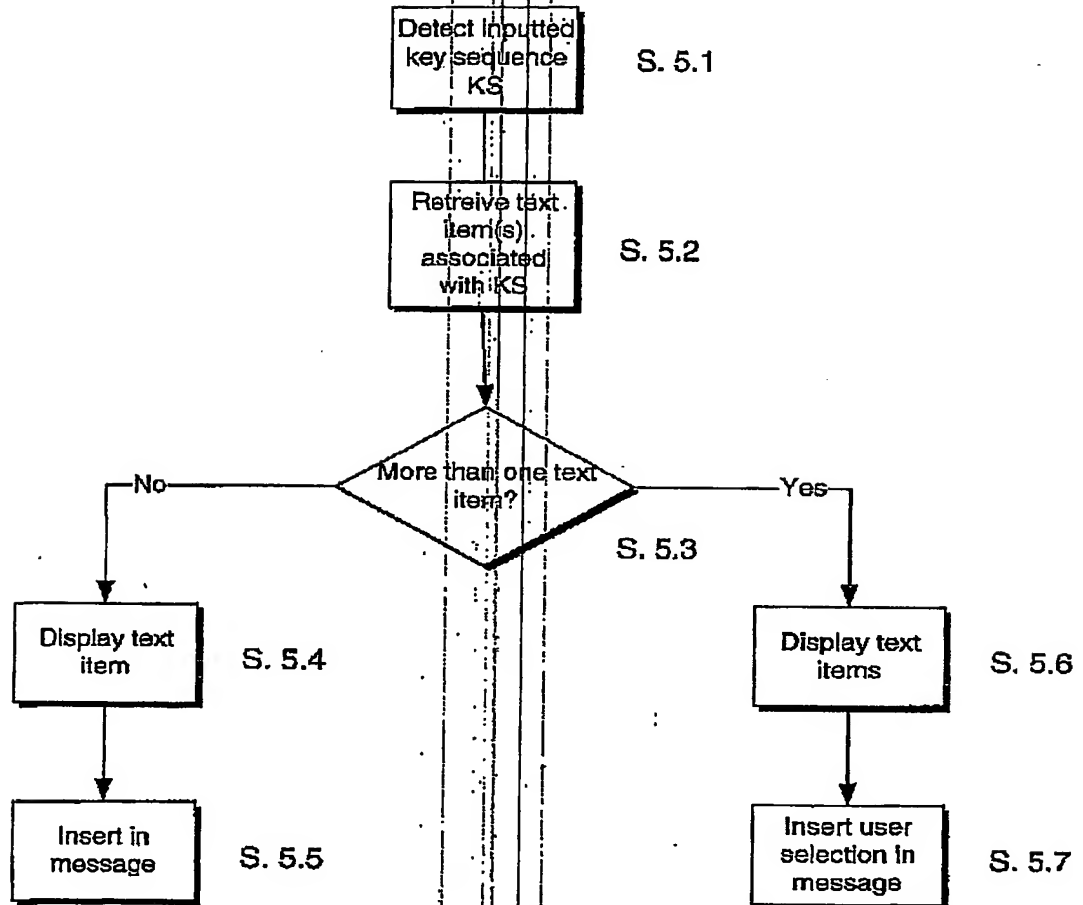 Detect inputted
key sequence
KS
S. 5.1
Retreive text
item(s)
associated
with KS
S. 5.2
More than one text
item?
No
Yes
S. 5.3
Display text
item
S. 5.4
Display text
items
S. 5.6
Insert in
message
S. 5.5
Insert user
selection in
message
S. 5.7